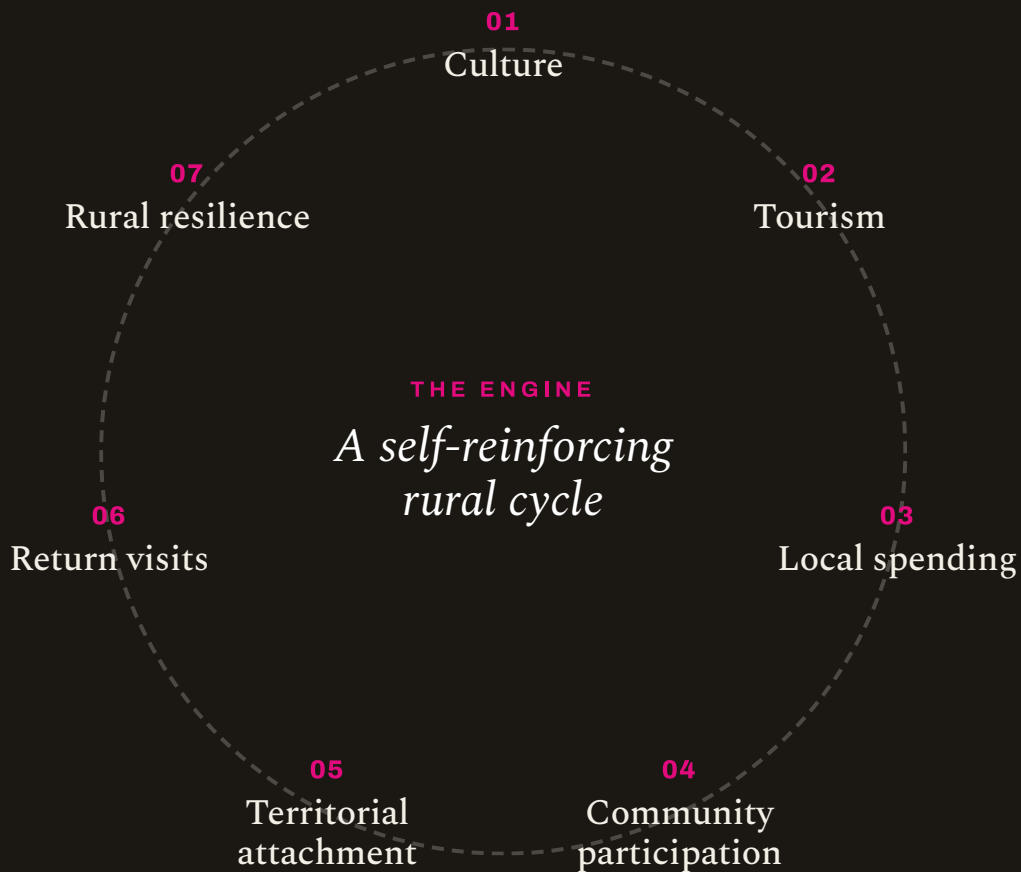 01
Culture
02
Tourism
03
Local spending
04
Community
participation
05
Territorial
attachment
06
Return visits
07
Rural resilience
THE ENGINE
A self-reinforcing
rural cycle